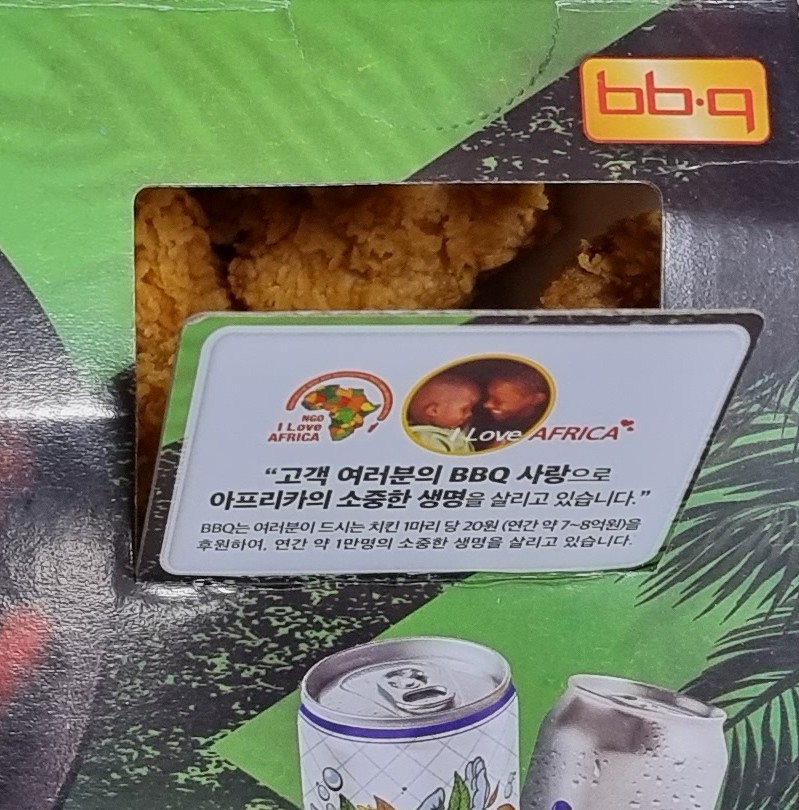 bb.q
NGO
I Love
AFRICA
I Love AFRICA
“고객 여러분의 BBQ 사랑으로
아프리카의 소중한 생명을 살리고 있습니다.”
BBQ는 여러분이 드시는 치킨 1마리 당 20원 (연간 약 7~8억원)을
후원하여, 연간 약 1만명의 소중한 생명을 살리고 있습니다.